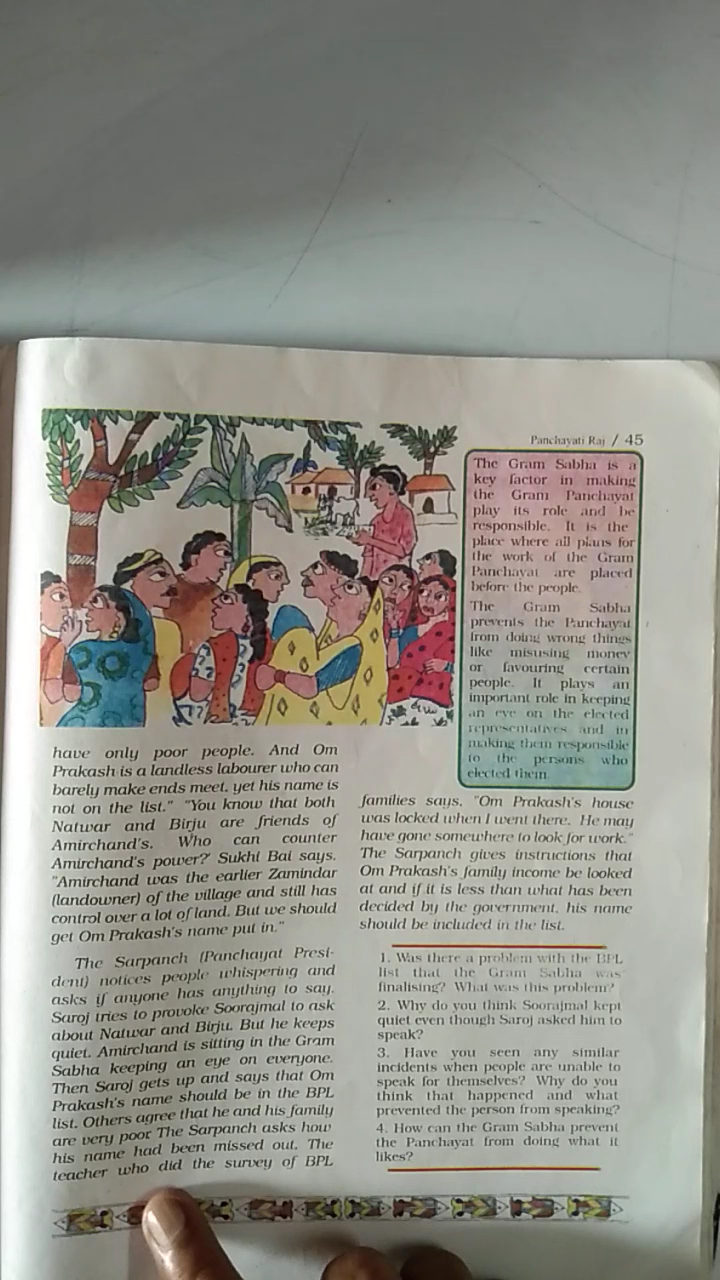 Panchayati Raj / 45
The Gram Sabha is a
key factor in making
the Gram Panchayat
play its role and be
responsible. It is the
place where all plans for
the work of the Gram
Panchayat are placed
before the people.
The Gram Sabha
prevents the Panchayat
from doing wrong things
like misusing money
or favouring certain
people. It plays an
important role in keeping
an eye on the elected
representatives and in
making them responsible
to the persons who
elected them.
have only poor people. And Om
Prakash is a landless labourer who can
barely make ends meet, yet his name is
not on the list." "You know that both
Natwar and Birju are friends of
Amirchand's. Who can counter
Amirchand's power?' Sukhi Bai says.
"Amirchand was the earlier Zamindar
(landowner) of the village and still has
control over a lot of land. But we should
get Om Prakash's name put in."
The Sarpanch (Panchayat Presi-
dent) notices people whispering and
asks if anyone has anything to say.
Saroj tries to provoke Soorajmal to ask
about Natwar and Birju. But he keeps
quiet. Amirchand is sitting in the Gram
Sabha keeping an eye on everyone.
Then Saroj gets up and says that Om
Prakash's name should be in the BPL
list. Others agree that he and his family
are very poor The Sarpanch asks how
his name had been missed out. The
teacher who did the survey of BPL
families says, "Om Prakash's house
was locked when I went there. He may
have gone somewhere to look for work."
The Sarpanch gives instructions that
Om Prakash's family income be looked
at and if it is less than what has been
decided by the government, his name
should be included in the list.
1. Was there a problem with the BPL
list that the Gram Sabha was
finalising? What was this problem?
2. Why do you think Soorajmal kept
quiet even though Saroj asked him to
speak?
3. Have you seen any similar
incidents when people are unable to
speak for themselves? Why do you
think that happened and what
prevented the person from speaking?
4. How can the Gram Sabha prevent
the Panchayat from doing what it
likes?